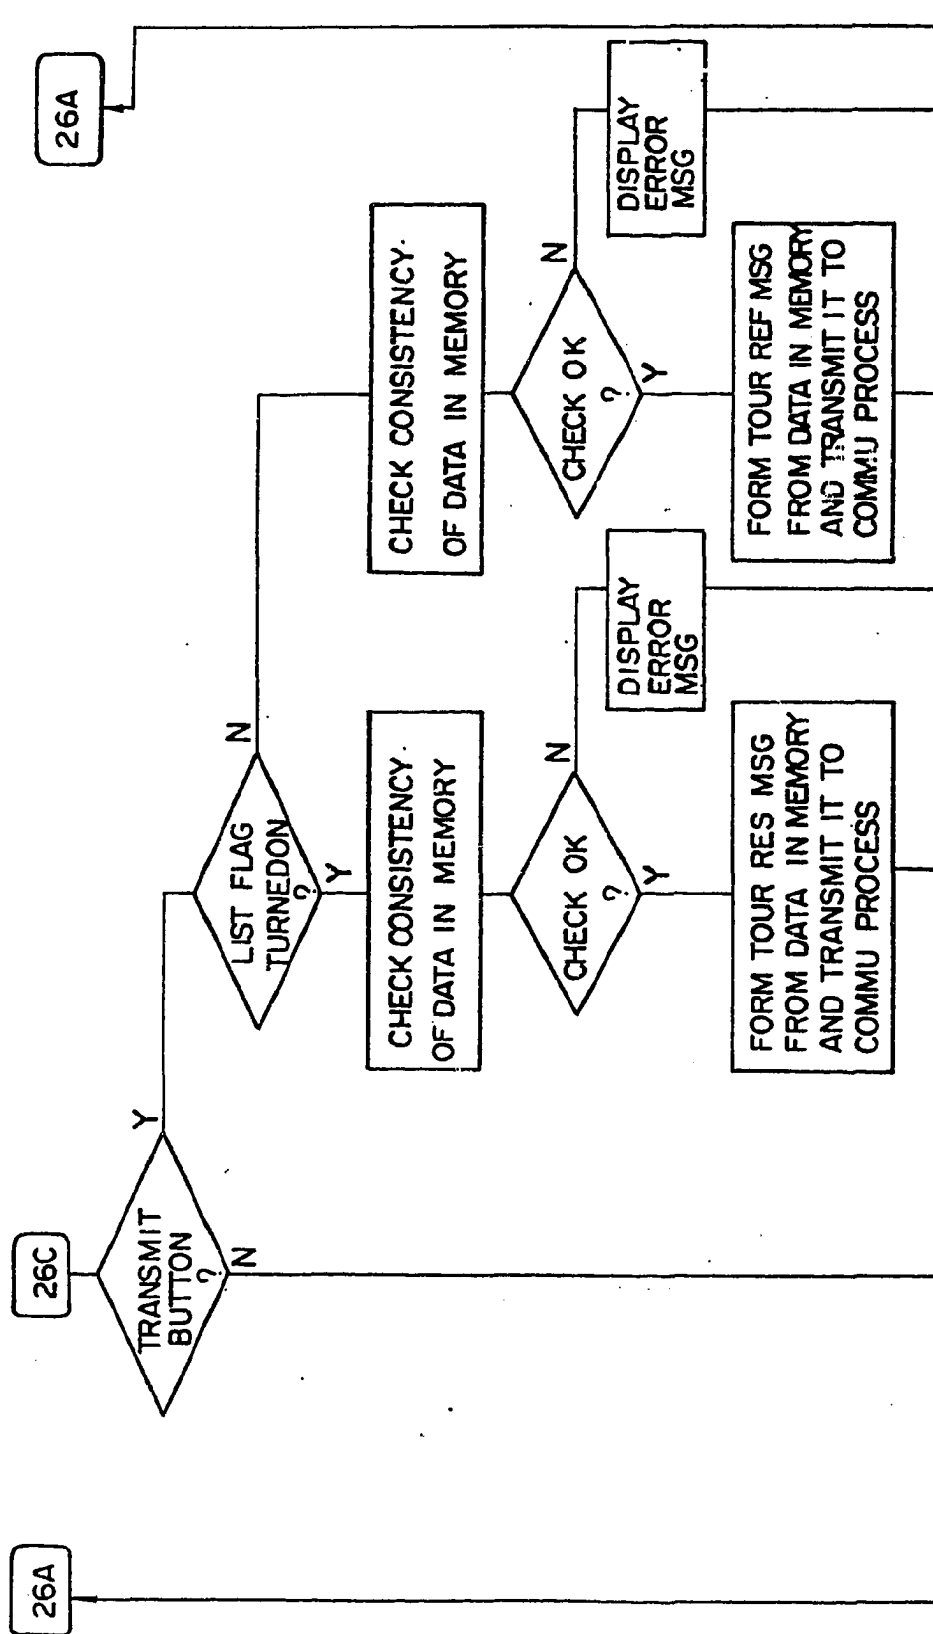 26A
26C
TRANSMIT
BUTTON
?
Y
N
LIST FLAG
TURNEDON
?
N
Y
CHECK CONSISTENCY
OF DATA IN MEMORY
CHECK OK
?
N
Y
DISPLAY
ERROR
MSG
FORM TOUR RES MSG
FROM DATA IN MEMORY
AND TRANSMIT IT TO
COMMU PROCESS
CHECK CONSISTENCY
OF DATA IN MEMORY
CHECK OK
?
N
Y
DISPLAY
ERROR
MSG
FORM TOUR REF MSG
FROM DATA IN MEMORY
AND TRANSMIT IT TO
COMMU PROCESS
26A